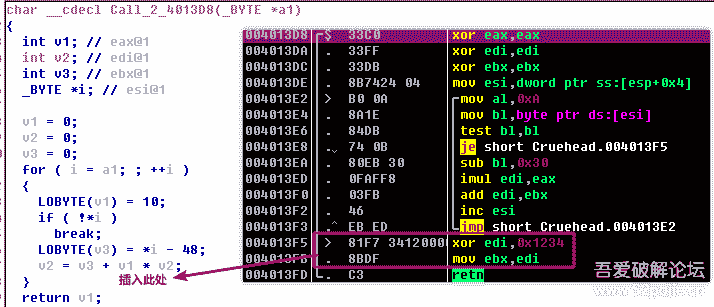 char __cdecl Call_2_4013D8(_BYTE *a1)
{
int v1; // eax@1
int v2; // edi@1
int v3; // ebx@1
_BYTE *i; // esi@1
v1 = 0;
v2 = 0;
v3 = 0;
for ( i = a1; ; ++i )
{
LOBYTE(v1) = 10;
if ( !*i )
break;
LOBYTE(v3) = *i - 48;
v2 = v3 + v1 * v2;
}
return v1;
插入此处
004013D8 $ 33C0 xor eax,eax
004013DA . 33FF xor edi,edi
004013DC . 33DB xor ebx,ebx
004013DE . 8B7424 04 mov esi,dword ptr ss:[esp+0x4]
004013E2 > B0 0A mov al,0xA
004013E4 . 8A1E mov bl,byte ptr ds:[esi]
004013E6 . 84DB test bl,bl
004013E8 . 74 0B je short Cruehead.004013F5
004013EA . 80EB 30 sub bl,0x30
004013ED . 0FAFF8 imul edi,eax
004013F0 . 03FB add edi,ebx
004013F2 . 46 inc esi
004013F3 .^ EB ED jmp short Cruehead.004013E2
004013F5 > 81F7 34120000 xor edi,0x1234
004013FB . 8BDF mov ebx,edi
004013FD . C3 retn
吾爱破解论坛